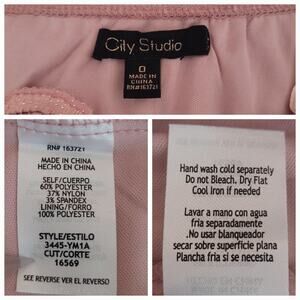 City Studio
0
MADE IN
CHINA
RN#163721
RN# 163721
MADE IN CHINA
HECHO EN CHINA
SELF/CUERPO
60% POLYESTER
37% NYLON
3% SPANDEX
LINING/FORRO
100% POLYESTER
STYLE/ESTILO
3445-YM1A
CUT/CORTE
16569
SEE REVERSE VER EL REVERSO
Hand wash cold separately
Do not Bleach. Dry Flat
Cool Iron if needed
Lavar a mano con agua
fria separadamente
.No usar blanqueador
secar sobre superficie plana
Plancha fria si se necesita